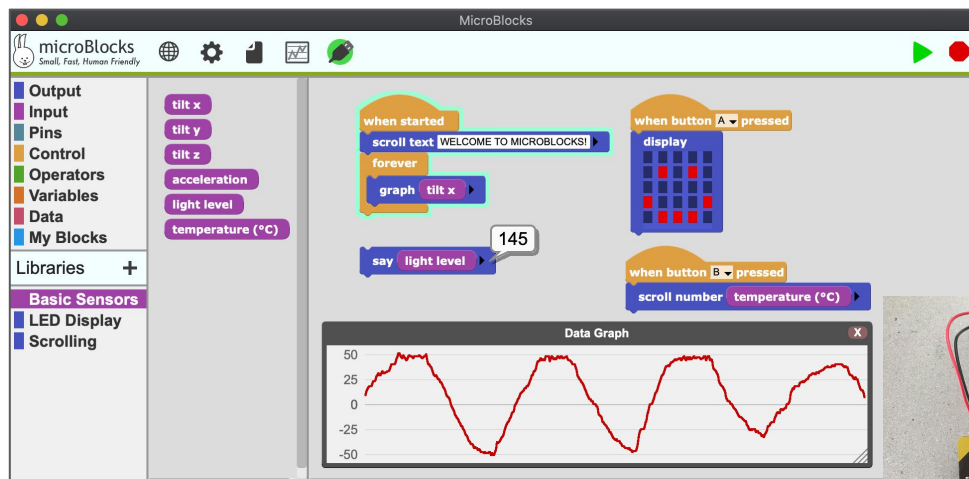 MicroBlocks
microBlocks
Small, Fast, Human Friendly
Output
Input
Pins
Control
Operators
Variables
Data
My Blocks
Libraries +
Basic Sensors
LED Display
Scrolling
tilt x
tilt y
tilt z
acceleration
light level
temperature (°C)
when started
scroll text WELCOME TO MICROBLOCKS!
forever
graph tilt x
say light level
145
when button A pressed
display
when button B pressed
scroll number temperature (°C)
Data Graph X
50
25
0
-25
-50